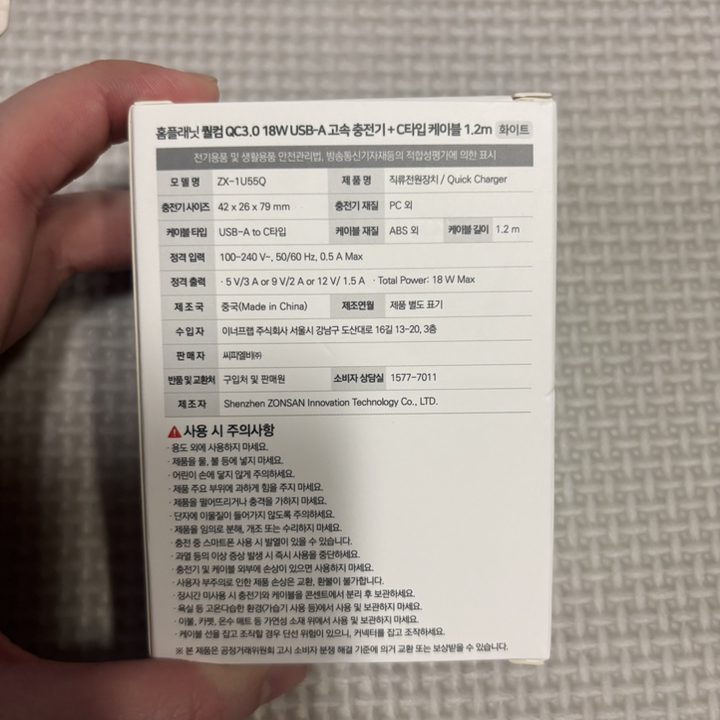 홈플래닛 퀄컴 QC3.0 18W USB-A 고속 충전기 + C타입 케이블 1.2m 화이트
전기용품 및 생활용품 안전관리법, 방송통신기자재등의 적합성평가에 의한 표시
모델명 ZX-1U55Q 제품명 직류전원장치 / Quick Charger
충전기 사이즈 42 x 26 x 79 mm 충전기 재질 PC 외
케이블 타입 USB-A to C타입 케이블 재질 ABS 외 케이블 길이 1.2 m
정격 입력 100-240 V~, 50/60 Hz, 0.5 A Max
정격 출력 · 5 V/3 A or 9 V/2 A or 12 V/ 1.5 A · Total Power: 18 W Max
제조국 중국(Made in China) 제조연월 제품 별도 표기
수입자 이너프랩 주식회사 서울시 강남구 도산대로 16길 13-20, 3층
판매자 씨피엘비㈜
반품 및 교환처 구입처 및 판매원 소비자 상담실 1577-7011
제조자 Shenzhen ZONSAN Innovation Technology Co., LTD.
사용 시 주의사항
· 용도 외에 사용하지 마세요.
· 제품을 물, 불 등에 넣지 마세요.
· 어린이 손에 닿지 않게 주의하세요.
· 제품 주요 부위에 과하게 힘을 주지 마세요.
· 제품을 떨어뜨리거나 충격을 가하지 마세요.
· 단자에 이물질이 들어가지 않도록 주의하세요.
· 제품을 임의로 분해, 개조 또는 수리하지 마세요.
· 충전 중 스마트폰 사용 시 발열이 있을 수 있습니다.
· 과열 등의 이상 증상 발생 시 즉시 사용을 중단하세요.
· 충전기 및 케이블 외부에 손상이 있으면 사용하지 마세요.
· 사용자 부주의로 인한 제품 손상은 교환, 환불이 불가합니다.
· 장시간 미사용 시 충전기와 케이블을 콘센트에서 분리 후 보관하세요.
· 욕실 등 고온다습한 환경(가습기 사용 등)에서 사용 및 보관하지 마세요.
· 이불, 카펫, 온수 매트 등 가연성 소재 위에서 사용 및 보관하지 마세요.
· 케이블 선을 잡고 조작할 경우 단선 위험이 있으니, 커넥터를 잡고 조작하세요.
※ 본 제품은 공정거래위원회 고시 소비자 분쟁 해결 기준에 의거 교환 또는 보상받을 수 있습니다.